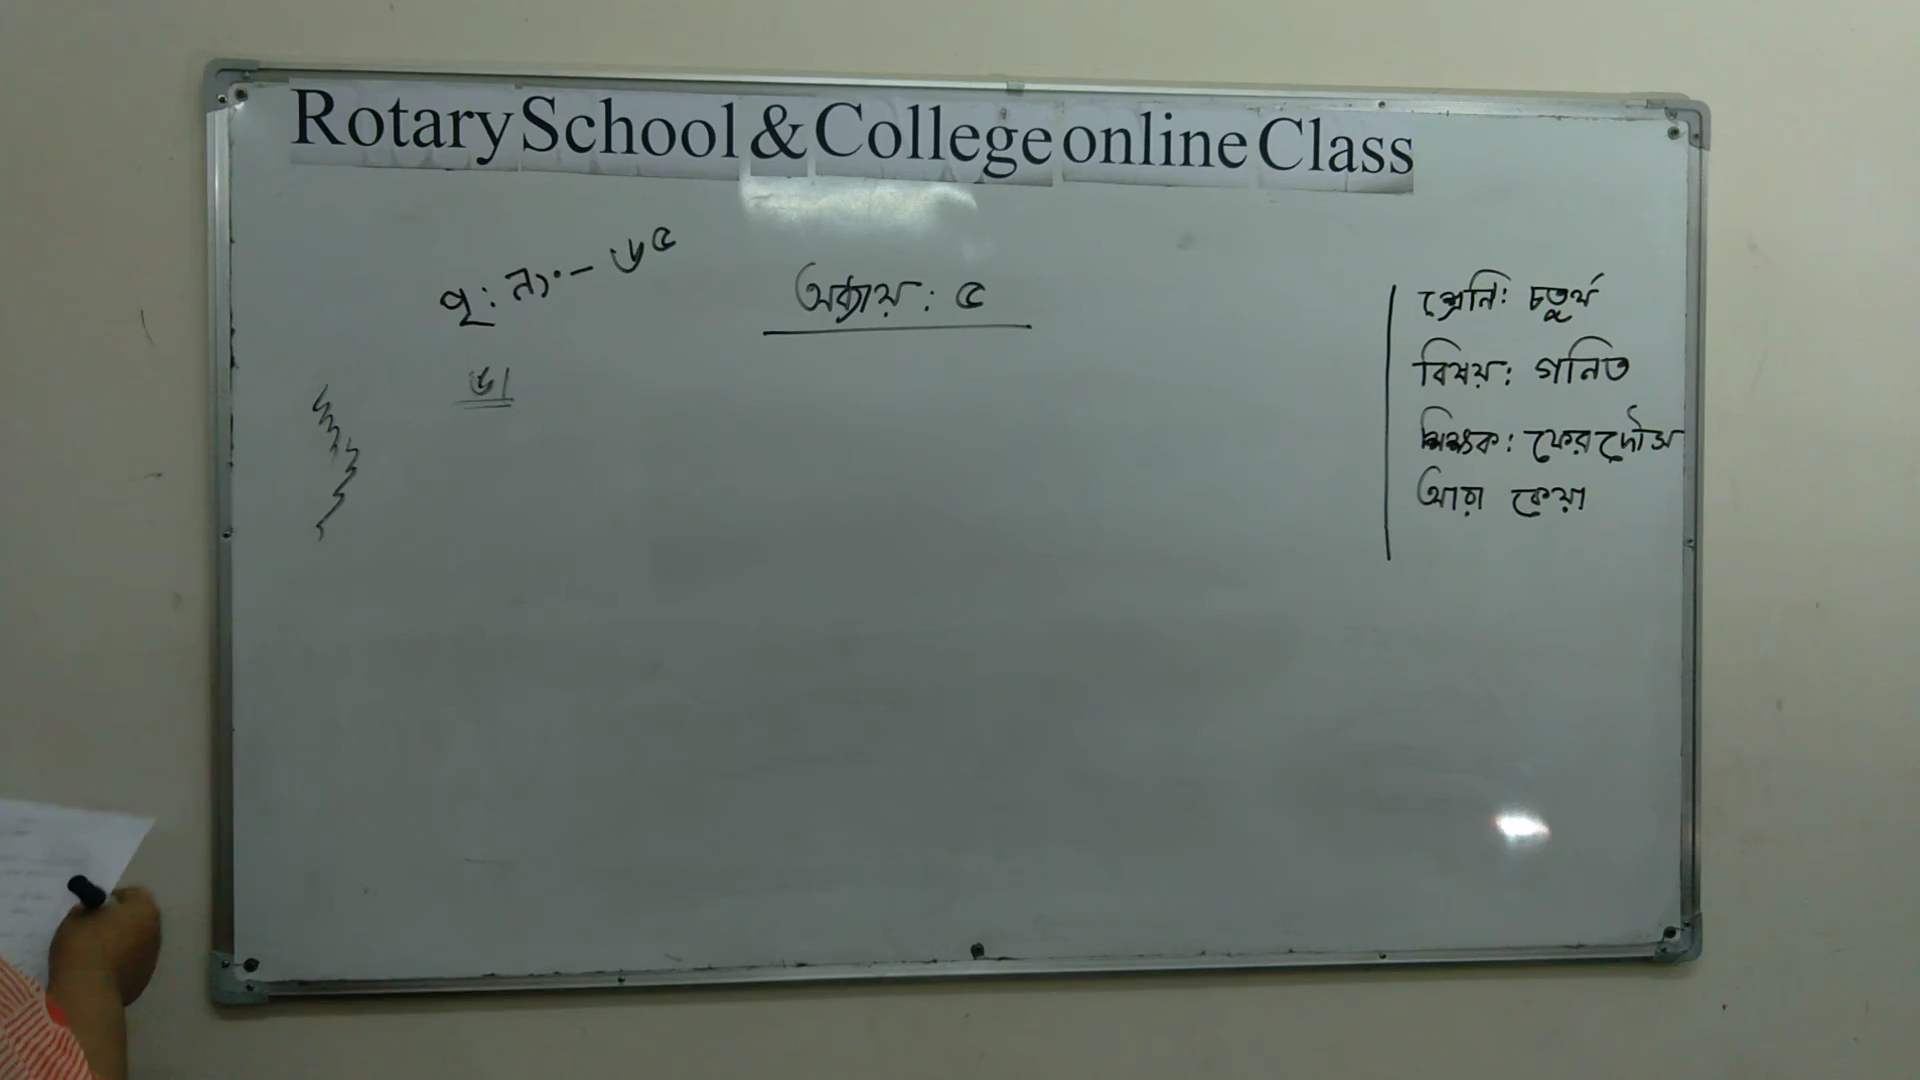 Rotary School & College online Class
পৃ: নং- ৬৫
অধ্যায়: ৫
৬।
শ্রেনি: চতুর্থ
বিষয়: গনিত
শিক্ষক: ফেরদৌস
আরা কেয়া